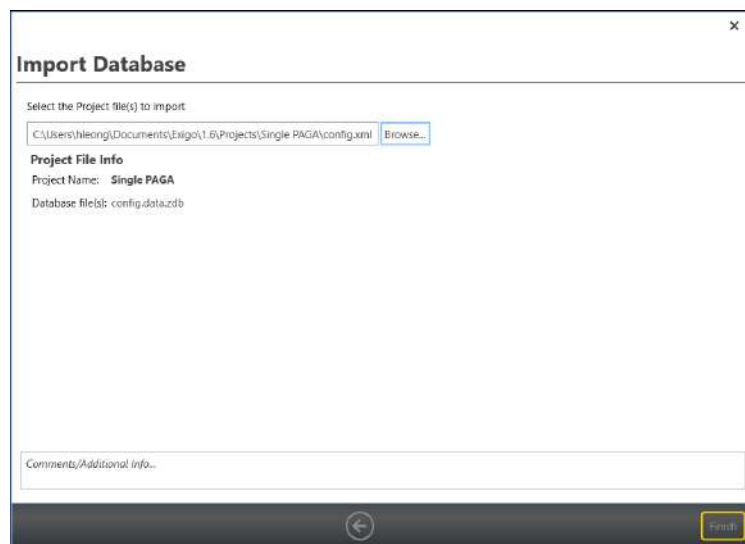 ×
Import Database
Select the Project file(s) to import
C:\Users\hleong\Documents\Exigo\1.6\Projects\Single PAGA\config.xml Browse...
Project File Info
Project Name: Single PAGA
Database file(s): config.data.zdb
Comments/Additional Info...
Finish